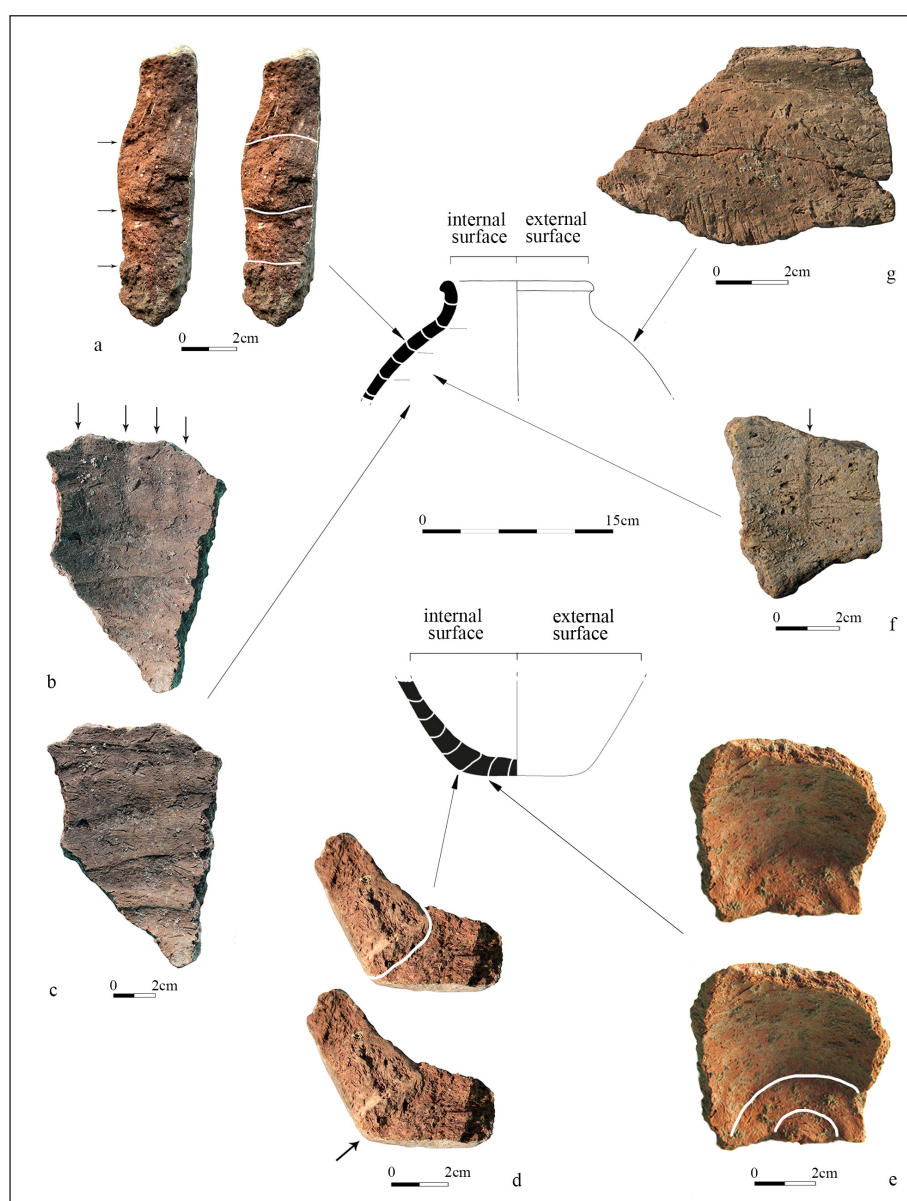 internal
surface
external
surface
0
2cm
g
0
2cm
a
0
15cm
b
0
2cm
f
internal
surface
external
surface
0
2cm
c
0
2cm
d
0
2cm
e